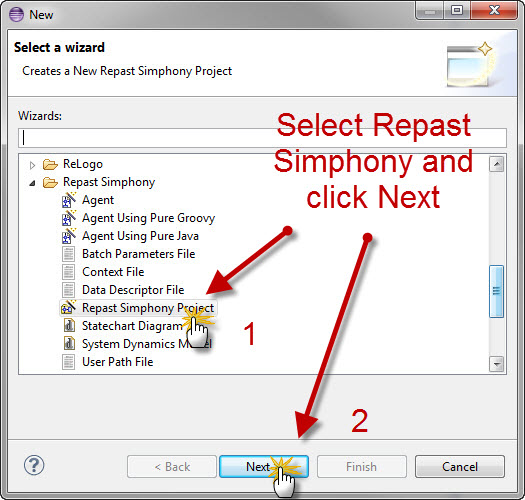 New
Select a wizard
Creates a New Repast Simphony Project
Wizards:
Select Repast
Simphony and
click Next
ReLogo
Repast Simphony
Agent
Agent Using Pure Groovy
Agent Using Pure Java
Batch Parameters File
Context File
Data Descriptor File
Repast Simphony Project
1
Statechart Diagram
System Dynamics Model
User Path File
2
?
< Back
Next
Finish
Cancel